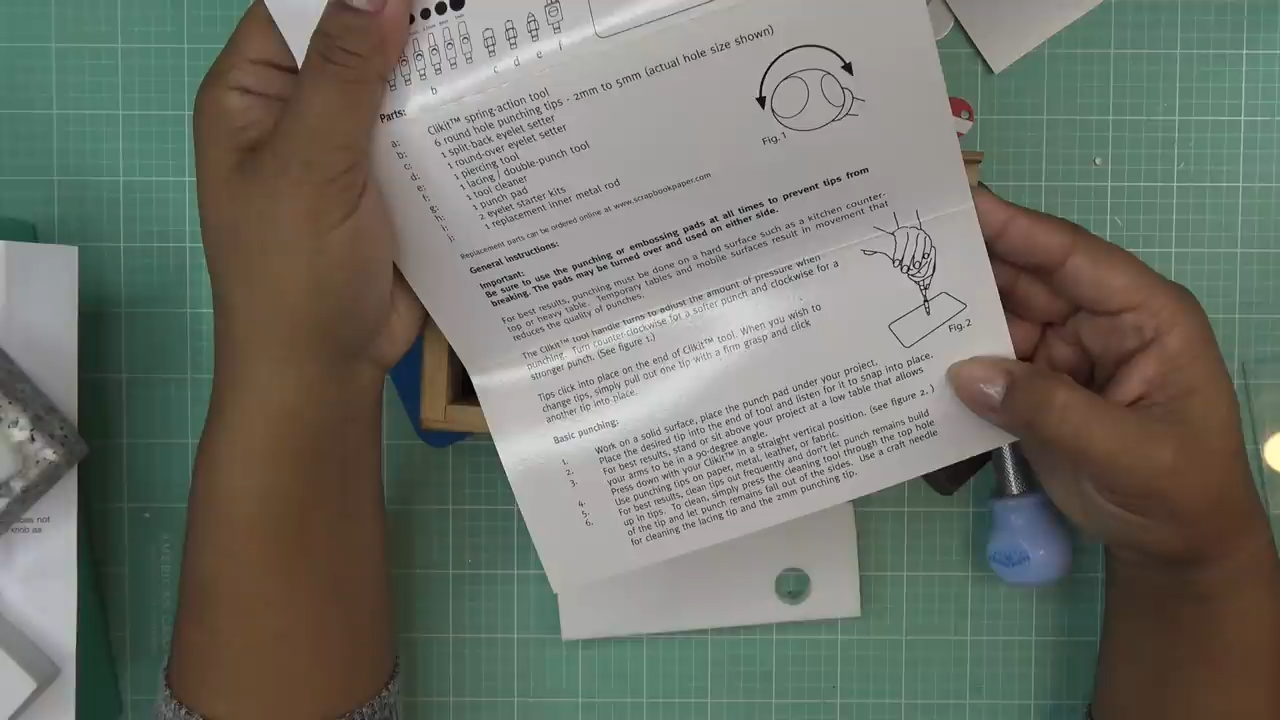 b
c
d
e
f
Parts:
a: Clikit™ spring-action tool
b: 6 round hole punching tips - 2mm to 5mm (actual hole size shown)
c: 1 split-back eyelet setter
d: 1 round-over eyelet setter
e: 1 piercing tool
f: 1 lacing / double-punch tool
g: 1 tool cleaner
h: 1 punch pad
i: 2 eyelet starter kits
j: 1 replacement inner metal rod
Fig.1
Replacement parts can be ordered online at www.scrapbookpaper.com
General Instructions:
Important:
Be sure to use the punching or embossing pads at all times to prevent tips from
breaking. The pads may be turned over and used on either side.
For best results, punching must be done on a hard surface such as a kitchen counter-
top or heavy table. Temporary tables and mobile surfaces result in movement that
reduces the quality of punches.
The Clikit™ tool handle turns to adjust the amount of pressure when
punching. Turn counter-clockwise for a softer punch and clockwise for a
stronger punch. (See figure 1.)
Fig.2
Tips click into place on the end of Clikit™ tool. When you wish to
change tips, simply pull out one tip with a firm grasp and click
another tip into place.
Basic punching:
1. Work on a solid surface, place the punch pad under your project.
2. Place the desired tip into the end of tool and listen for it to snap into place.
3. For best results, stand or sit above your project at a low table that allows
your arms to be in a 90-degree angle.
Press down with your Clikit™ in a straight vertical position. (see figure 2. )
4. Use punching tips on paper, metal, leather, or fabric.
5. For best results, clean tips out frequently and don't let punch remains build
6. up in tips. To clean, simply press the cleaning tool through the top hole
of the tip and let punch remains fall out of the sides. Use a craft needle
for cleaning the lacing tip and the 2mm punching tip.
does not
knob as